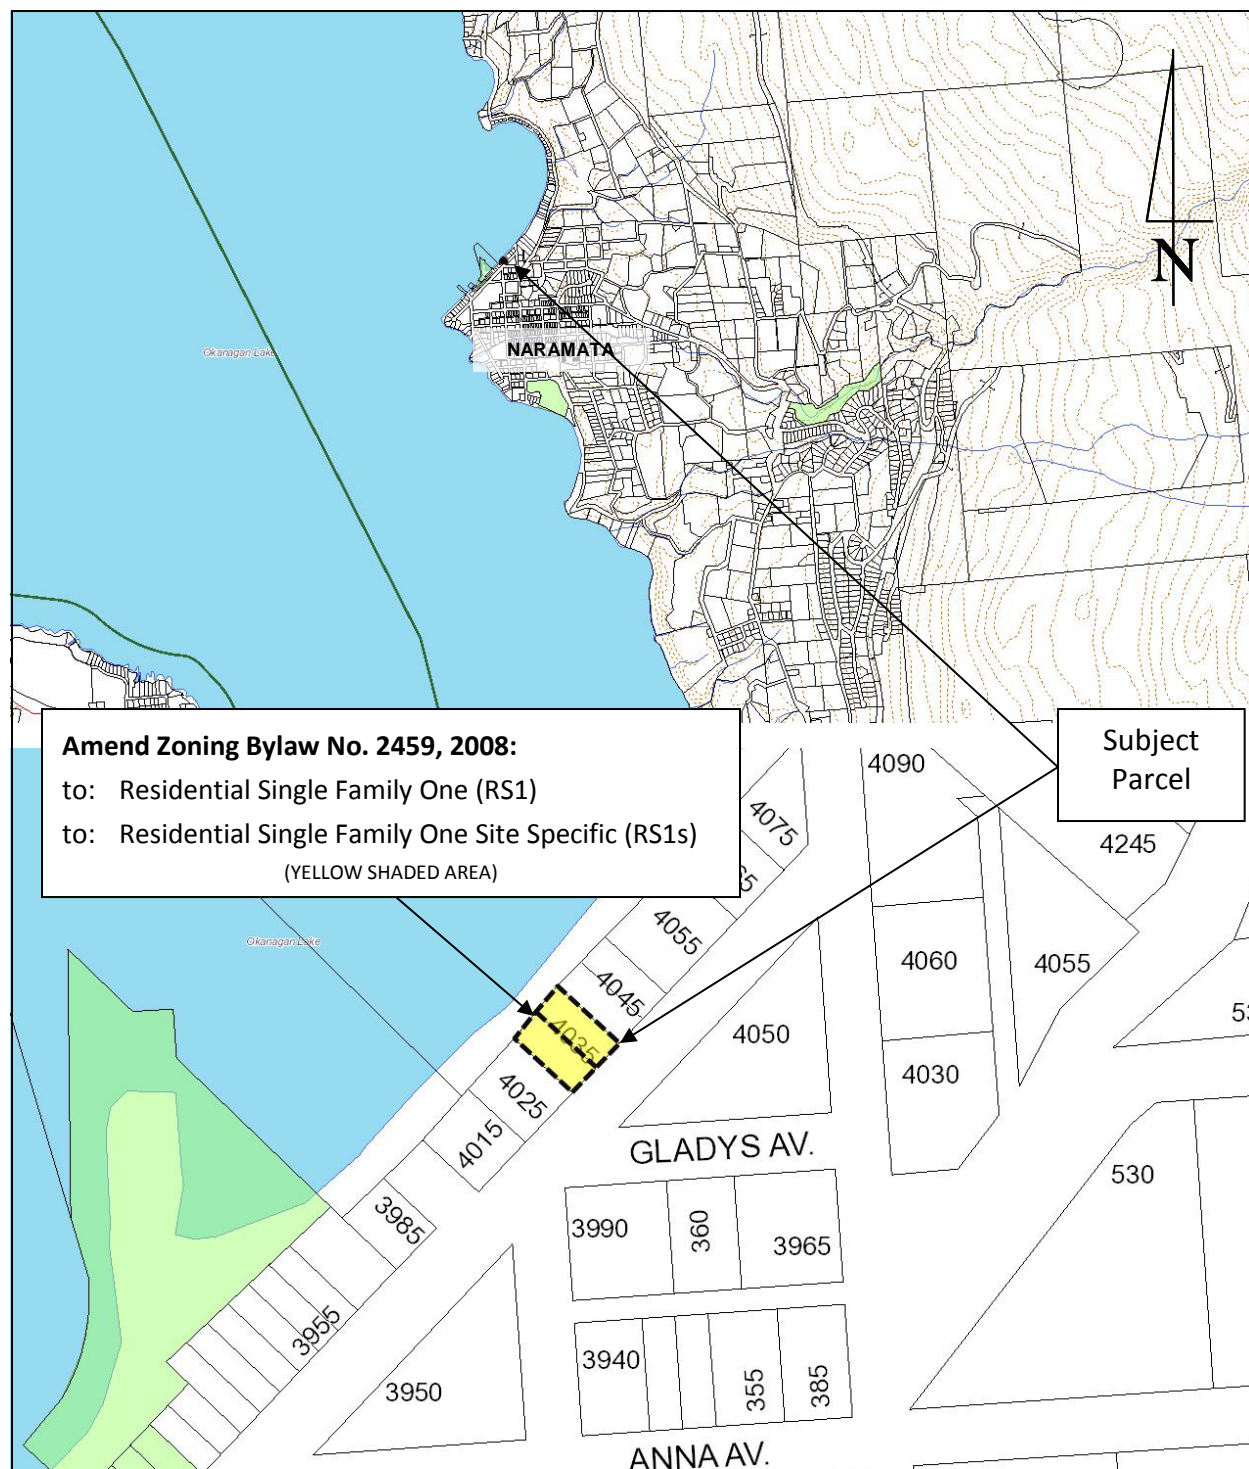 N
Okanagan Lake
NARAMATA
Amend Zoning Bylaw No. 2459, 2008:
to: Residential Single Family One (RS1)
to: Residential Single Family One Site Specific (RS1s)
(YELLOW SHADED AREA)
Subject
Parcel
4090
4075
4245
4055
Okanagan Lake
4060
4055
4045
4035
4050
4030
4025
4015
GLADYS AV.
530
3985
3990
360
3965
3955
3940
355
385
3950
ANNA AV.